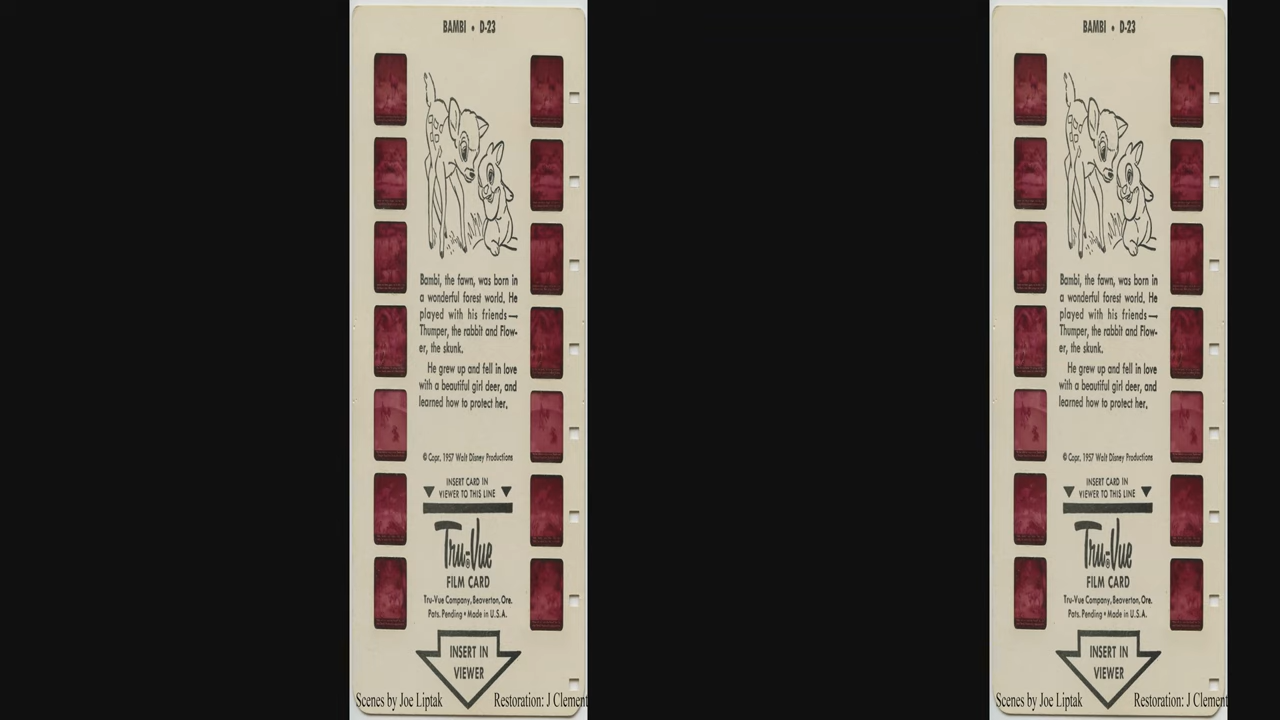 BAMBI • D-23
Bambi, the fawn, was born in
a wonderful forest world. He
played with his friends—
Thumper, the rabbit and Flow-
er, the skunk.
He grew up and fell in love
with a beautiful girl deer, and
learned how to protect her.
© Copr. 1957 Walt Disney Productions
INSERT CARD IN
VIEWER TO THIS LINE
Tru-Vue ®
FILM CARD
Tru-Vue Company, Beaverton, Ore.
Pats. Pending • Made in U.S.A.
INSERT IN
VIEWER
Scenes by Joe Liptak Restoration: J Clement
BAMBI • D-23
Bambi, the fawn, was born in
a wonderful forest world. He
played with his friends—
Thumper, the rabbit and Flow-
er, the skunk.
He grew up and fell in love
with a beautiful girl deer, and
learned how to protect her.
© Copr. 1957 Walt Disney Productions
INSERT CARD IN
VIEWER TO THIS LINE
Tru-Vue ®
FILM CARD
Tru-Vue Company, Beaverton, Ore.
Pats. Pending • Made in U.S.A.
INSERT IN
VIEWER
Scenes by Joe Liptak Restoration: J Clement